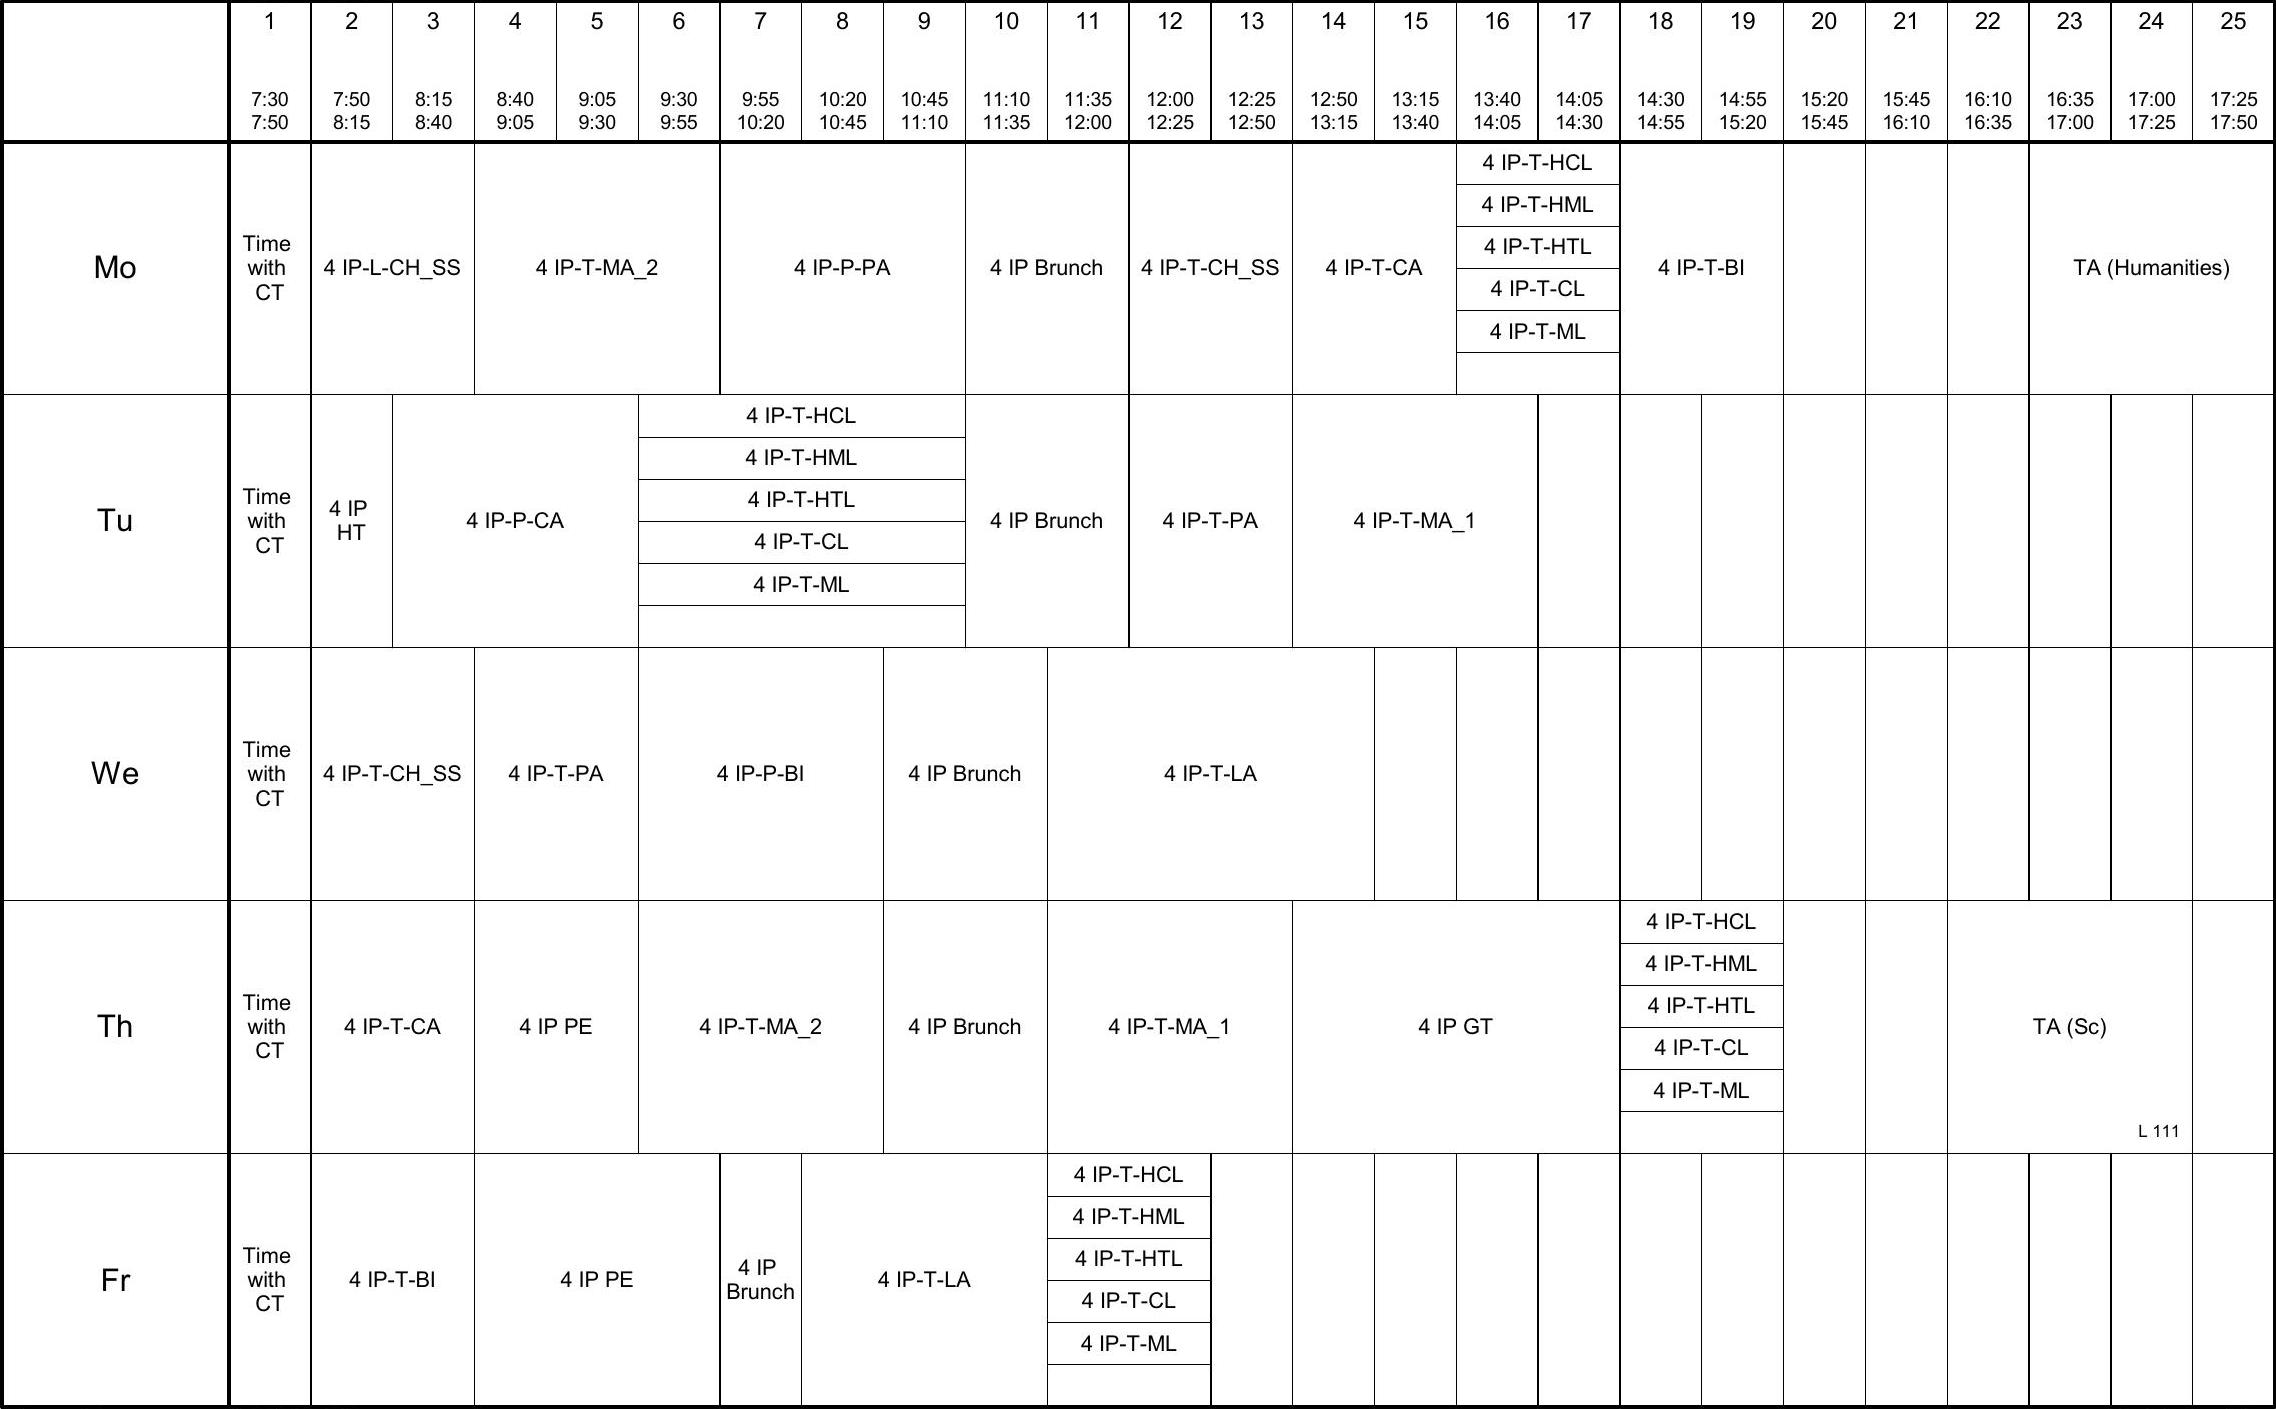 1 2 3 4 5 6 7 8 9 10 11 12 13 14 15 16 17 18 19 20 21 22 23 24 25
7:30 7:50 8:15 8:40 9:05 9:30 9:55 10:20 10:45 11:10 11:35 12:00 12:25 12:50 13:15 13:40 14:05 14:30 14:55 15:20 15:45 16:10 16:35 17:00 17:25
7:50 8:15 8:40 9:05 9:30 9:55 10:20 10:45 11:10 11:35 12:00 12:25 12:50 13:15 13:40 14:05 14:30 14:55 15:20 15:45 16:10 16:35 17:00 17:25 17:50
Mo
Time
with
CT
4 IP-L-CH_SS
4 IP-T-MA_2
4 IP-P-PA
4 IP Brunch
4 IP-T-CH_SS
4 IP-T-CA
4 IP-T-HCL
4 IP-T-HML
4 IP-T-HTL
4 IP-T-CL
4 IP-T-ML
4 IP-T-BI
TA (Humanities)
Tu
Time
with
CT
4 IP
HT
4 IP-P-CA
4 IP-T-HCL
4 IP-T-HML
4 IP-T-HTL
4 IP-T-CL
4 IP-T-ML
4 IP Brunch
4 IP-T-PA
4 IP-T-MA_1
We
Time
with
CT
4 IP-T-CH_SS
4 IP-T-PA
4 IP-P-BI
4 IP Brunch
4 IP-T-LA
Th
Time
with
CT
4 IP-T-CA
4 IP PE
4 IP-T-MA_2
4 IP Brunch
4 IP-T-MA_1
4 IP GT
4 IP-T-HCL
4 IP-T-HML
4 IP-T-HTL
4 IP-T-CL
4 IP-T-ML
TA (Sc)
L 111
Fr
Time
with
CT
4 IP-T-BI
4 IP PE
4 IP
Brunch
4 IP-T-LA
4 IP-T-HCL
4 IP-T-HML
4 IP-T-HTL
4 IP-T-CL
4 IP-T-ML